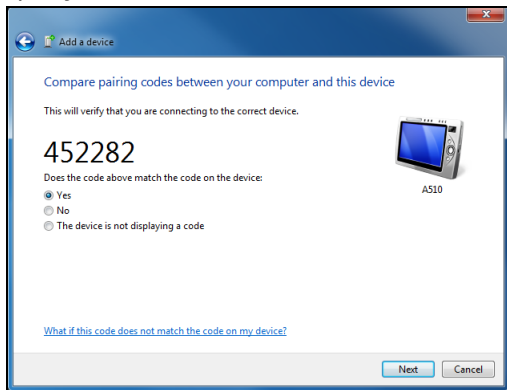 Add a device
Compare pairing codes between your computer and this device
This will verify that you are connecting to the correct device.
452282
Does the code above match the code on the device:
A510
Yes
No
The device is not displaying a code
What if this code does not match the code on my device?
Next Cancel